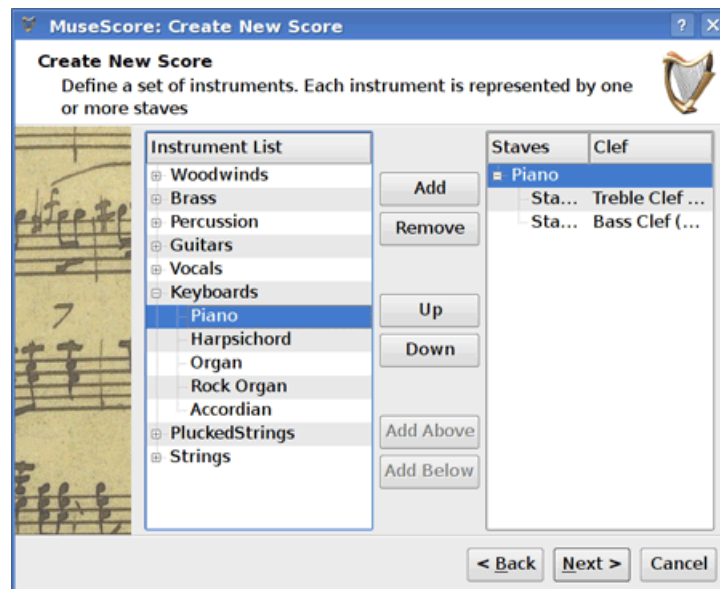 MuseScore: Create New Score
?
Create New Score
Define a set of instruments. Each instrument is represented by one
or more staves
Instrument List
Woodwinds
Brass
Percussion
Guitars
Vocals
Keyboards
Piano
Harpsichord
Organ
Rock Organ
Accordian
PluckedStrings
Strings
Add
Remove
Up
Down
Add Above
Add Below
Staves Clef
Piano
Sta... Treble Clef ...
Sta... Bass Clef (...
< Back Next > Cancel